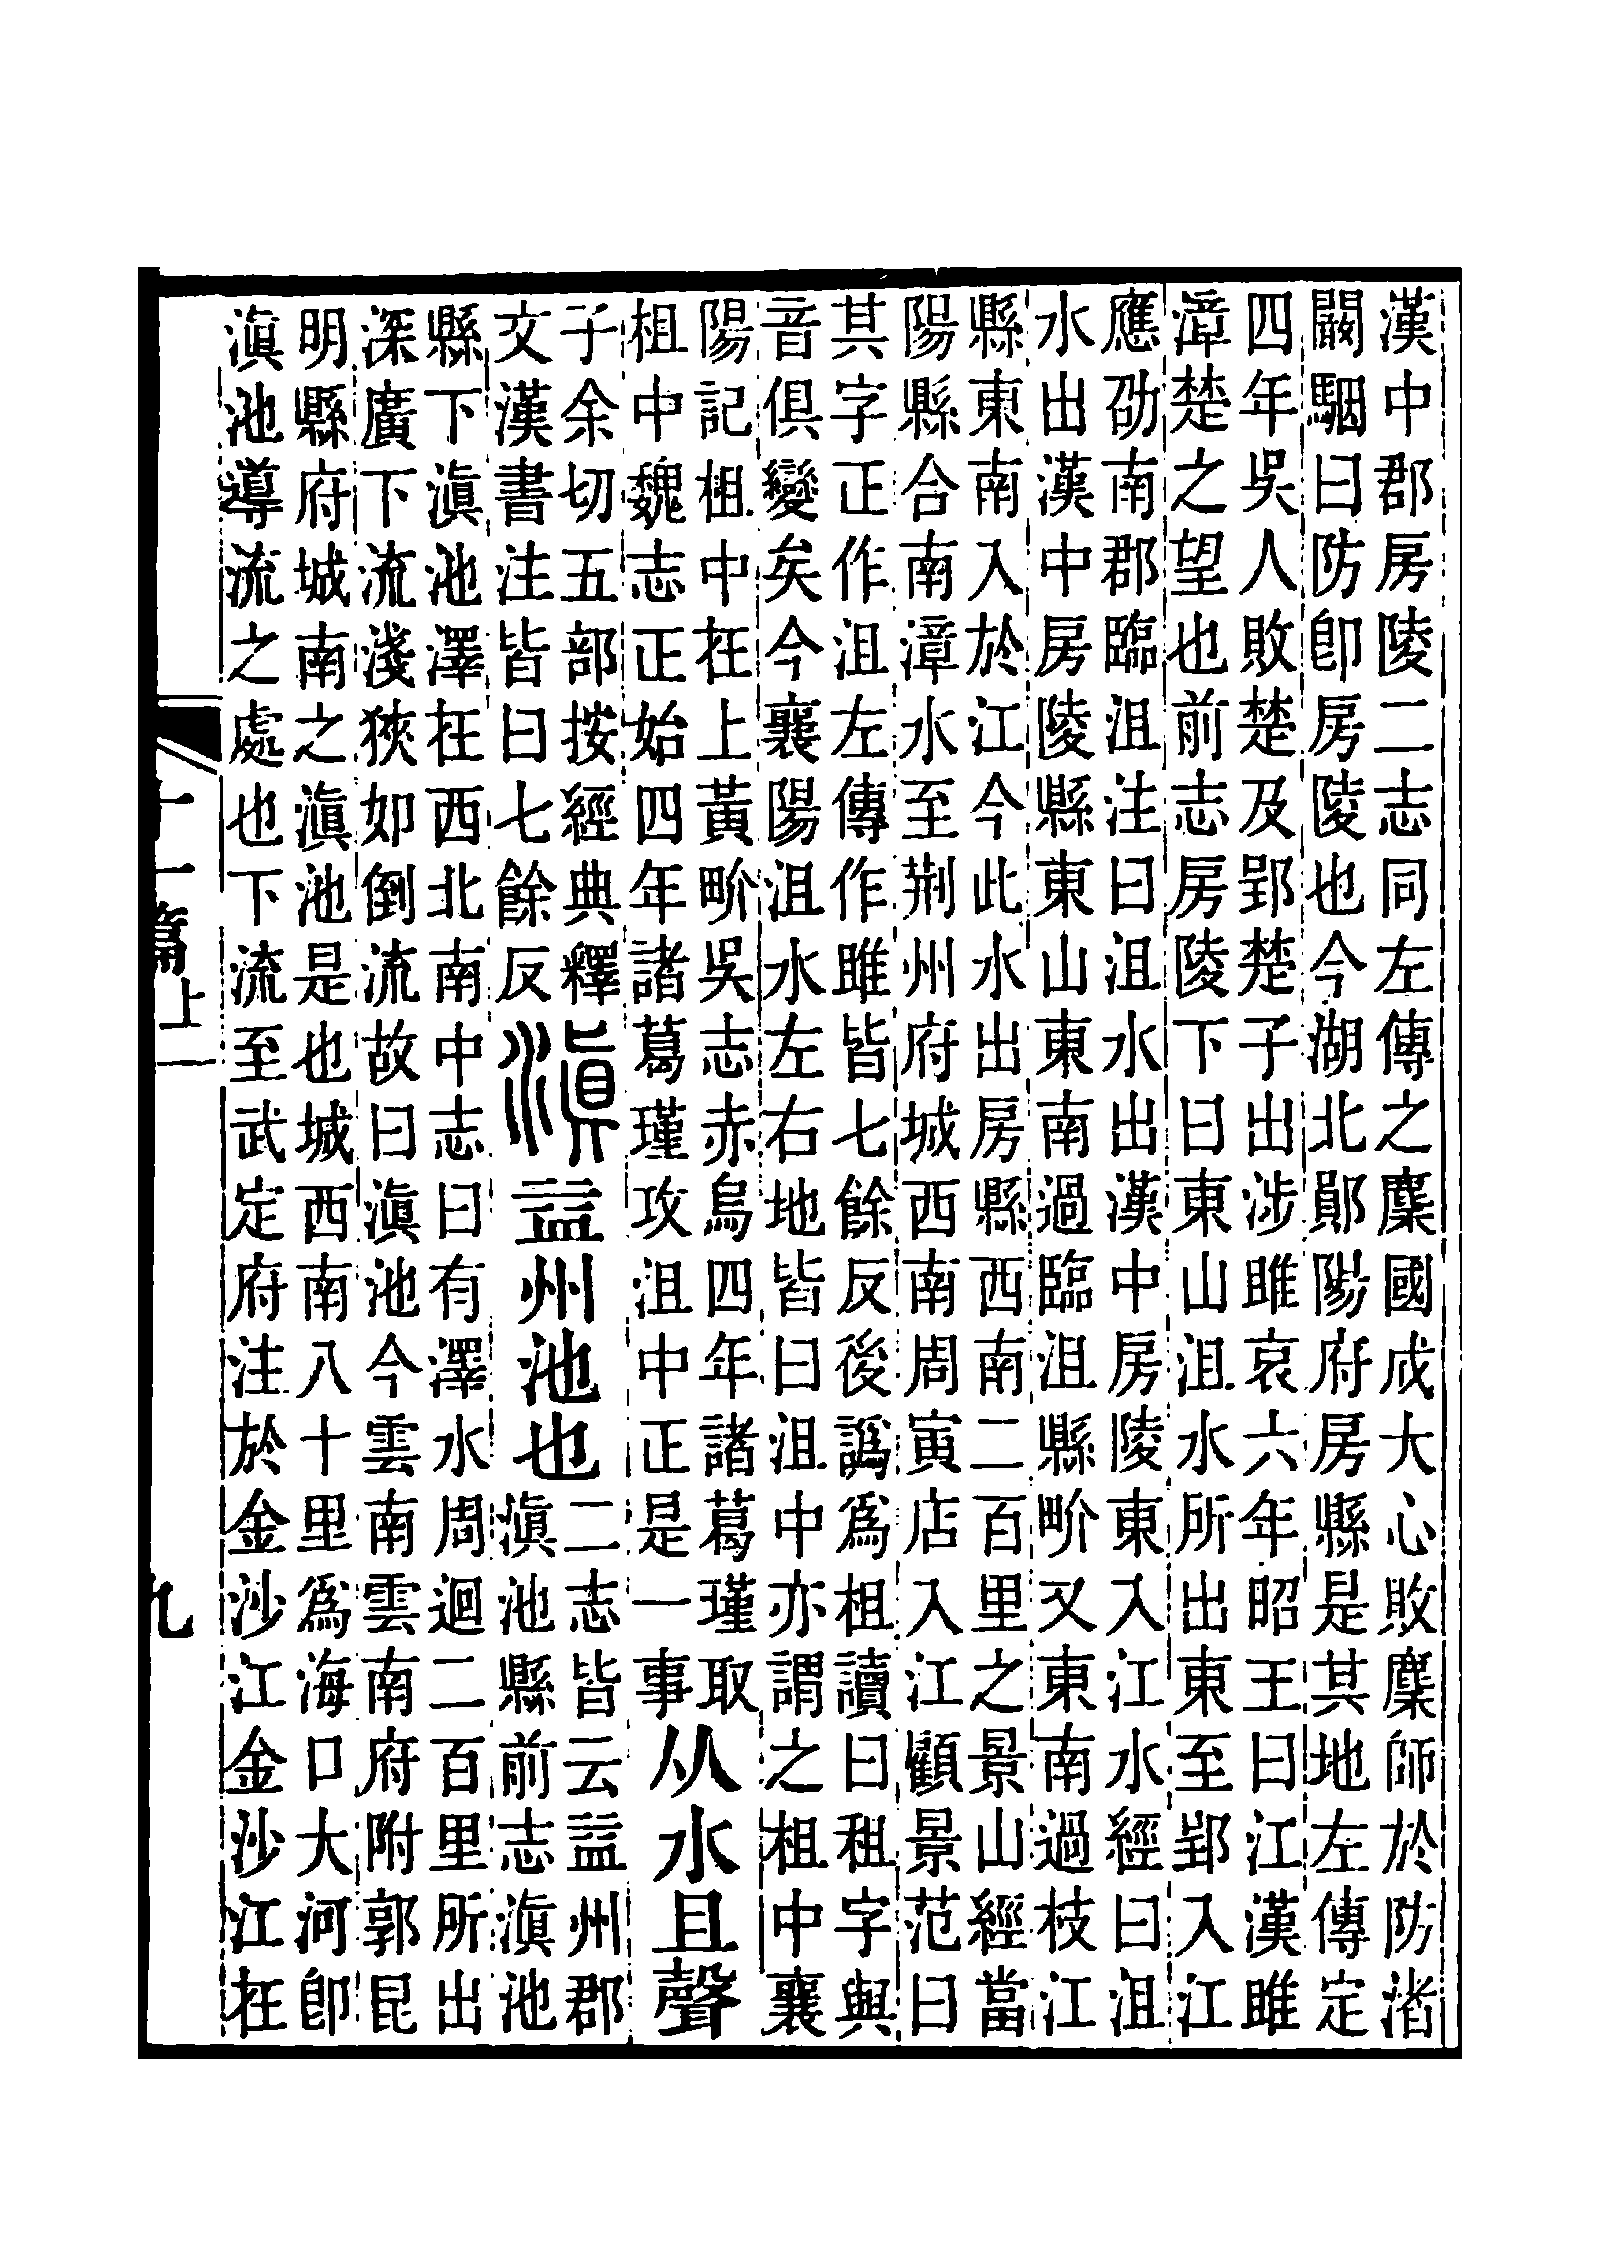 漢中郡房陵二志同左傳之麇國成大心敗麇師於防渚
闞駰曰防卽房陵也今湖北鄖陽府房縣是其地左傳定
四年吳人敗楚及郢楚子出涉雎哀六年昭王曰江漢雎
漳楚之望也前志房陵下曰東山沮水所出東至郢入江
應劭南郡臨沮注曰沮水出漢中房陵東入江水經曰沮
水出漢中房陵縣東山東南過臨沮縣畍又東南過枝江
縣東南入於江今此水出房縣西南二百里之景山經當
陽縣合南漳水至荆州府城西南周寅店入江顧景范曰
其字正作沮左傳作雎皆七餘反後譌爲柤讀曰租字與
音俱變矣今襄陽沮水左右地皆曰沮中亦謂之柤中襄
陽記柤中在上黃畍吳志赤烏四年諸葛瑾取
柤中魏志正始四年諸葛瑾攻沮中正是一事
从水且聲
子余切五部按經典釋
文漢書注皆曰七餘反
滇
益州池也
二志皆云益州郡
滇池縣前志滇池
縣下滇池澤在西北南中志曰有澤水周迴二百里所出
深廣下流淺狹如倒流故曰滇池今雲南雲南府附郭昆
明縣府城南之滇池是也城西南八十里爲海口大河卽
滇池導流之處也下流至武定府注於金沙江金沙江在
十一篇上一
九